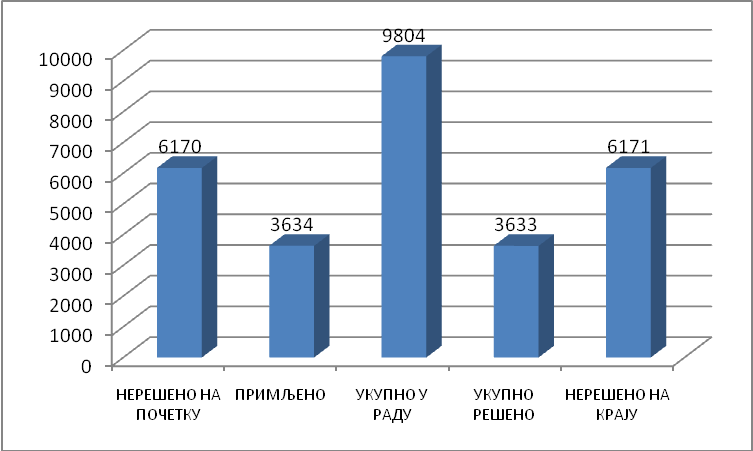 9804
10000
9000
8000
7000
6000
5000
4000
3000
2000
1000
0
6170
3634
3633
6171
НЕРЕШЕНО НА
ПОЧЕТКУ
ПРИМЉЕНО
УКУПНО У
РАДУ
УКУПНО
РЕШЕНО
НЕРЕШЕНО НА
КРАЈУ